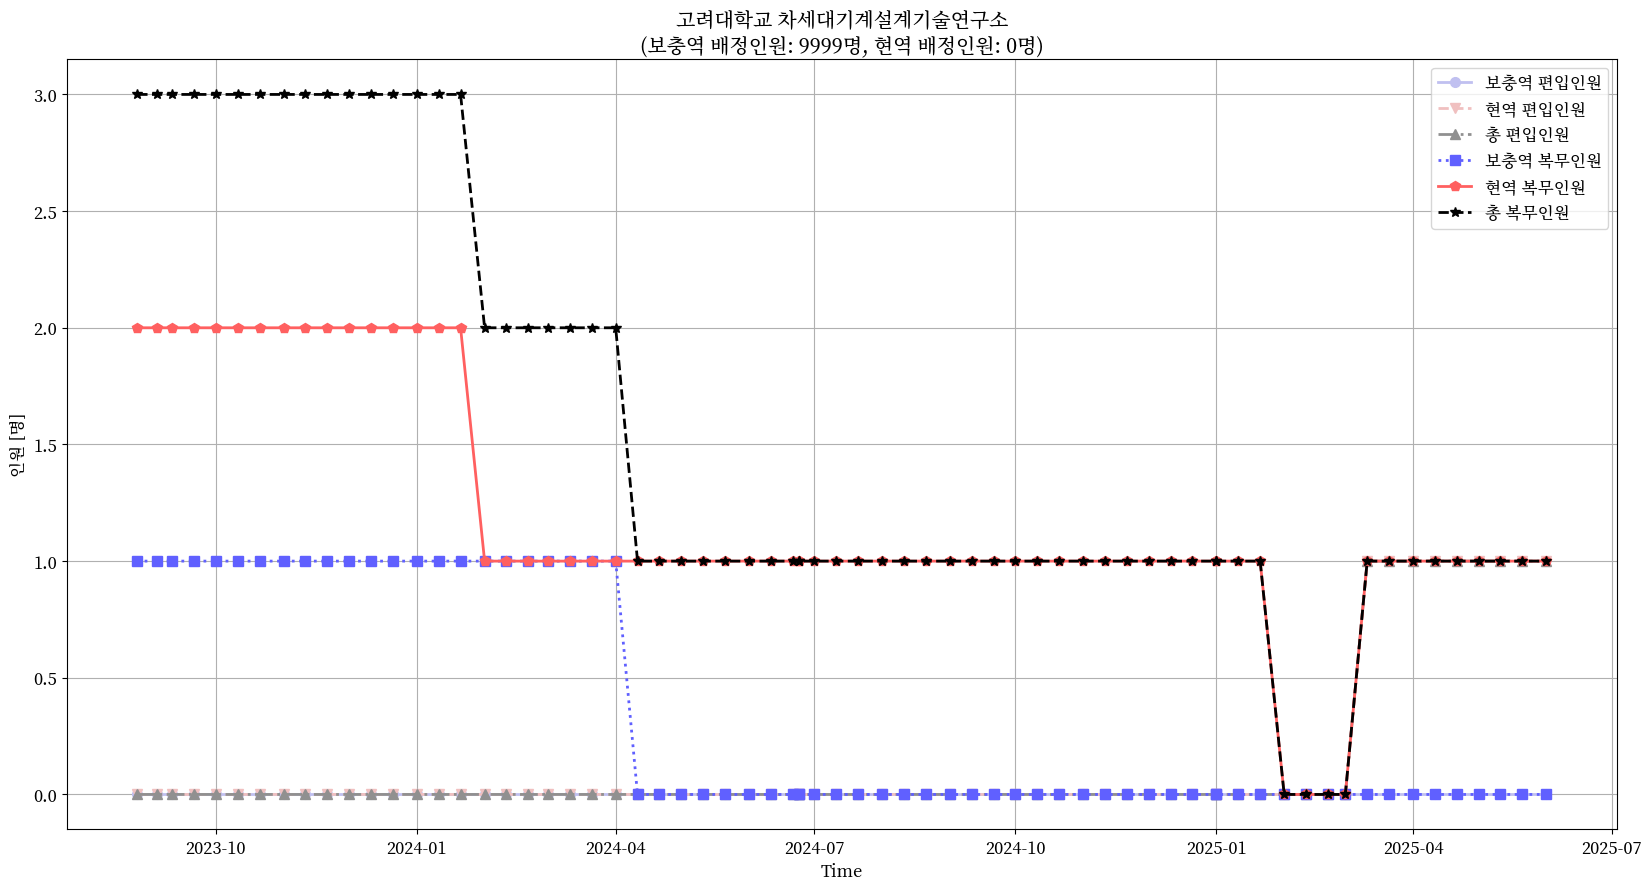 고려대학교 차세대기계설계기술연구소
(보충역 배정인원: 9999명, 현역 배정인원: 0명)
보충역 편입인원
현역 편입인원
총 편입인원
보충역 복무인원
현역 복무인원
총 복무인원
인원 [명]
3.0
2.5
2.0
1.5
1.0
0.5
0.0
2023-10
2024-01
2024-04
2024-07
2024-10
2025-01
2025-04
2025-07
Time